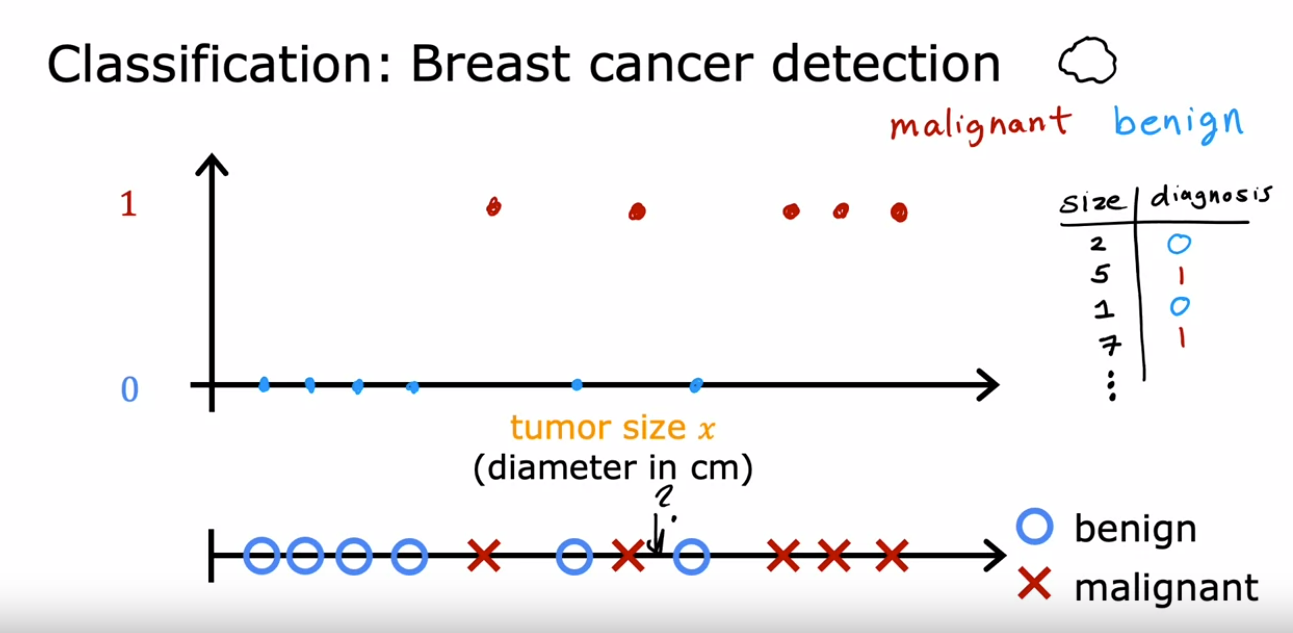 Classification: Breast cancer detection
malignant benign
1
size diagnosis
2 0
5 1
1 0
7 1
⋮
0
tumor size x
(diameter in cm)
?
benign
malignant